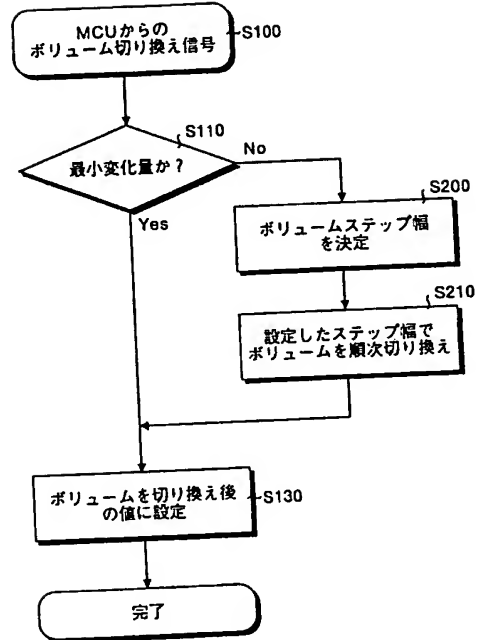 MCUからの
ボリューム切り換え信号
S100
S110
最小変化量か?
No
Yes
S200
ボリュームステップ幅
を決定
S210
設定したステップ幅で
ボリュームを順次切り換え
ボリュームを切り換え後
の値に設定
S130
完了